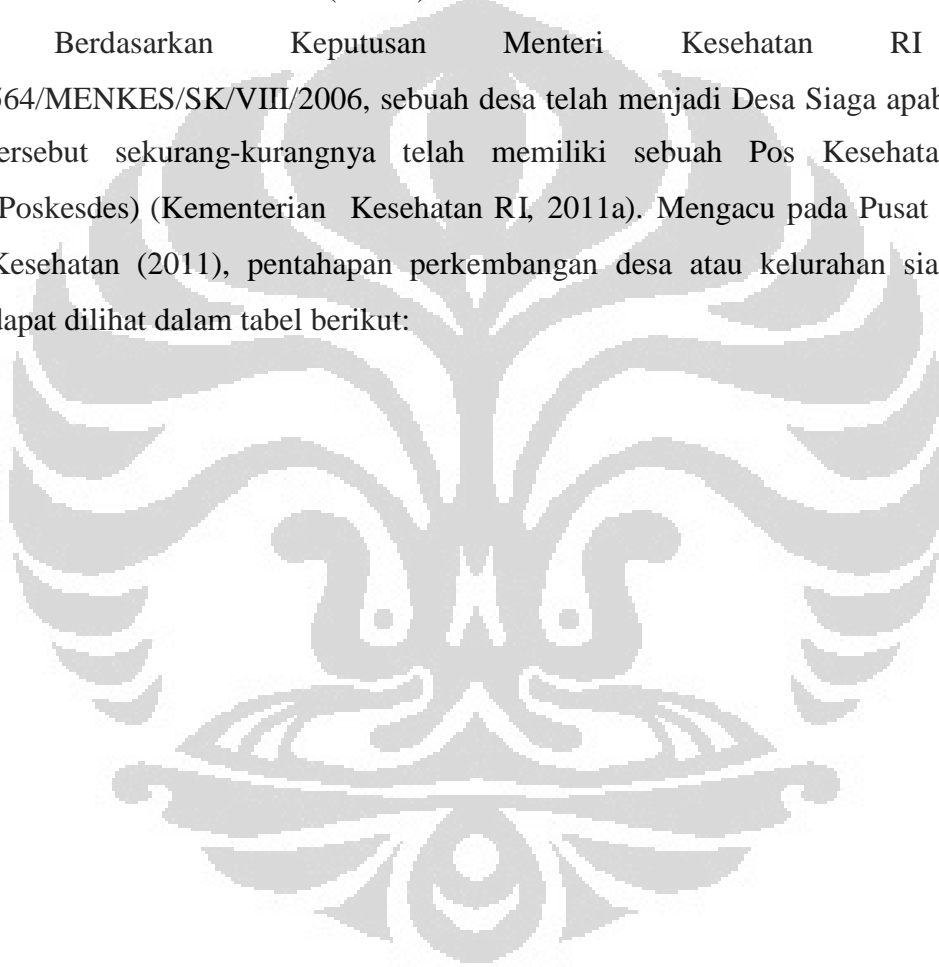 Berdasarkan Keputusan Menteri Kesehatan RI
564/MENKES/SK/VIII/2006, sebuah desa telah menjadi Desa Siaga apab
ersebut sekurang-kurangnya telah memiliki sebuah Pos Kesehata
(Poskesdes) (Kementerian Kesehatan RI, 2011a). Mengacu pada Pusat
Kesehatan (2011), pentahapan perkembangan desa atau kelurahan sia
dapat dilihat dalam tabel berikut: